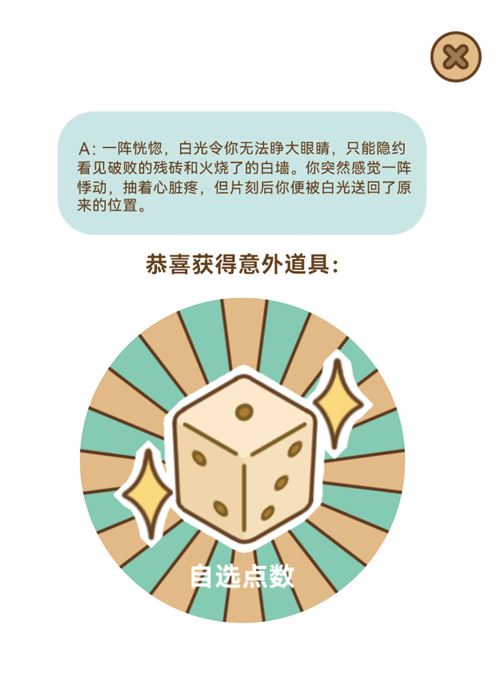 A：一阵恍惚，白光令你无法睁大眼睛，只能隐约
看见破败的残砖和火烧了的白墙。你突然感觉一阵
悸动，抽着心脏疼，但片刻后你便被白光送回了原
来的位置。
恭喜获得意外道具：
自选点数